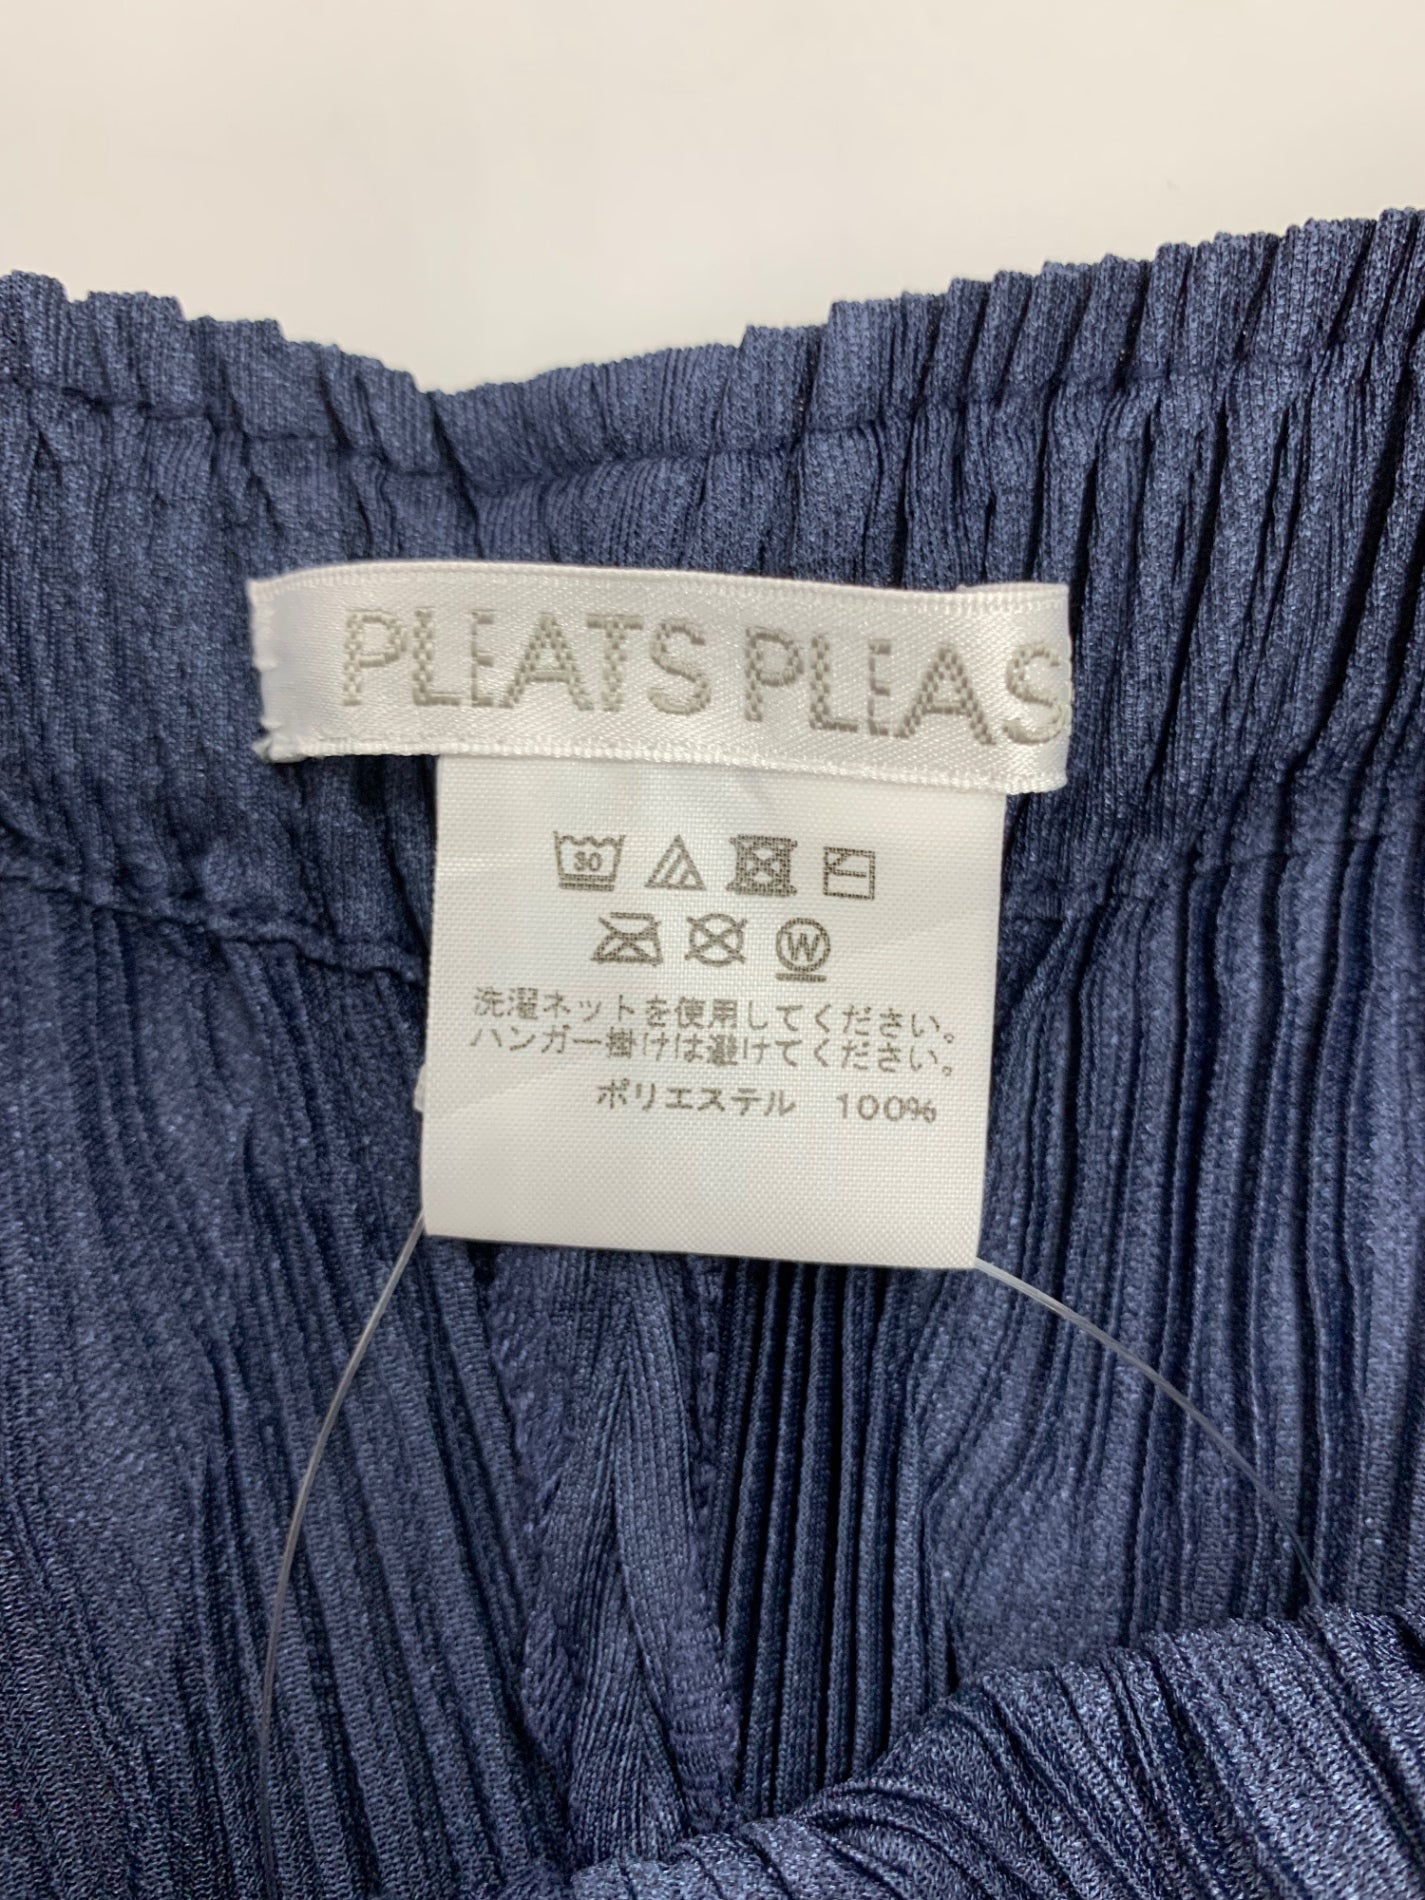 PLEATS PLEAS
30
W
洗濯ネットを使用してください。
ハンガー掛けは避けてください。
ポリエステル 100%